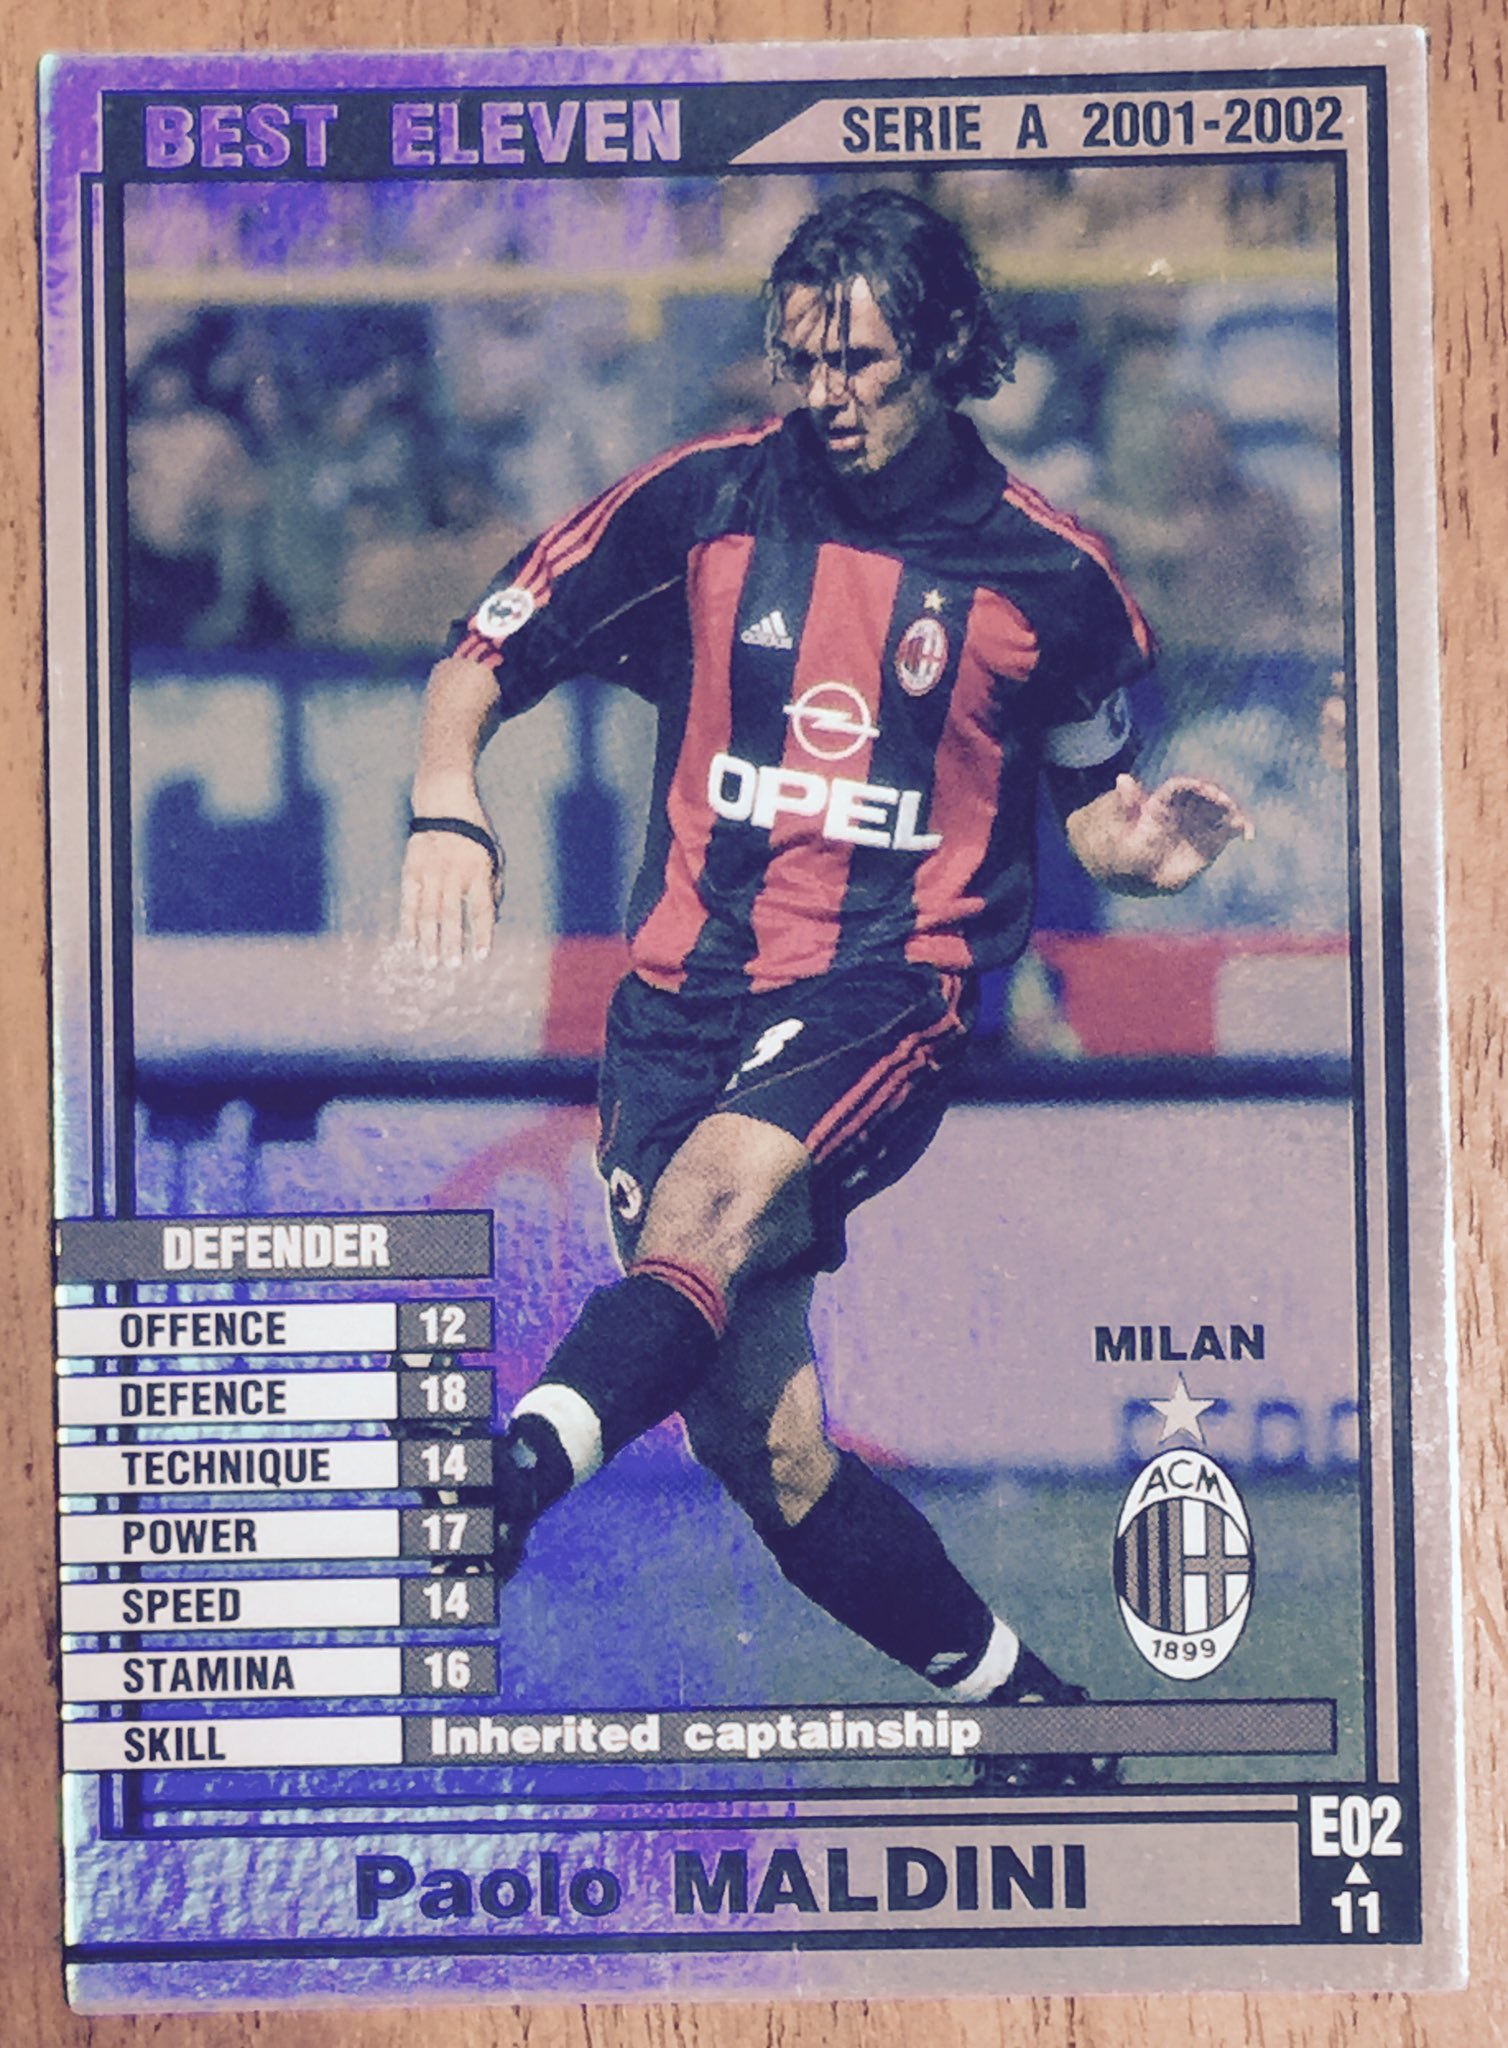 BEST ELEVEN
SERIE A 2001-2002
adidas
OPEL
3
DEFENDER
OFFENCE 12
DEFENCE 18
TECHNIQUE 14
POWER 17
SPEED 14
STAMINA 16
SKILL Inherited captainship
MILAN
ACM
1899
Paolo MALDINI
E02
11